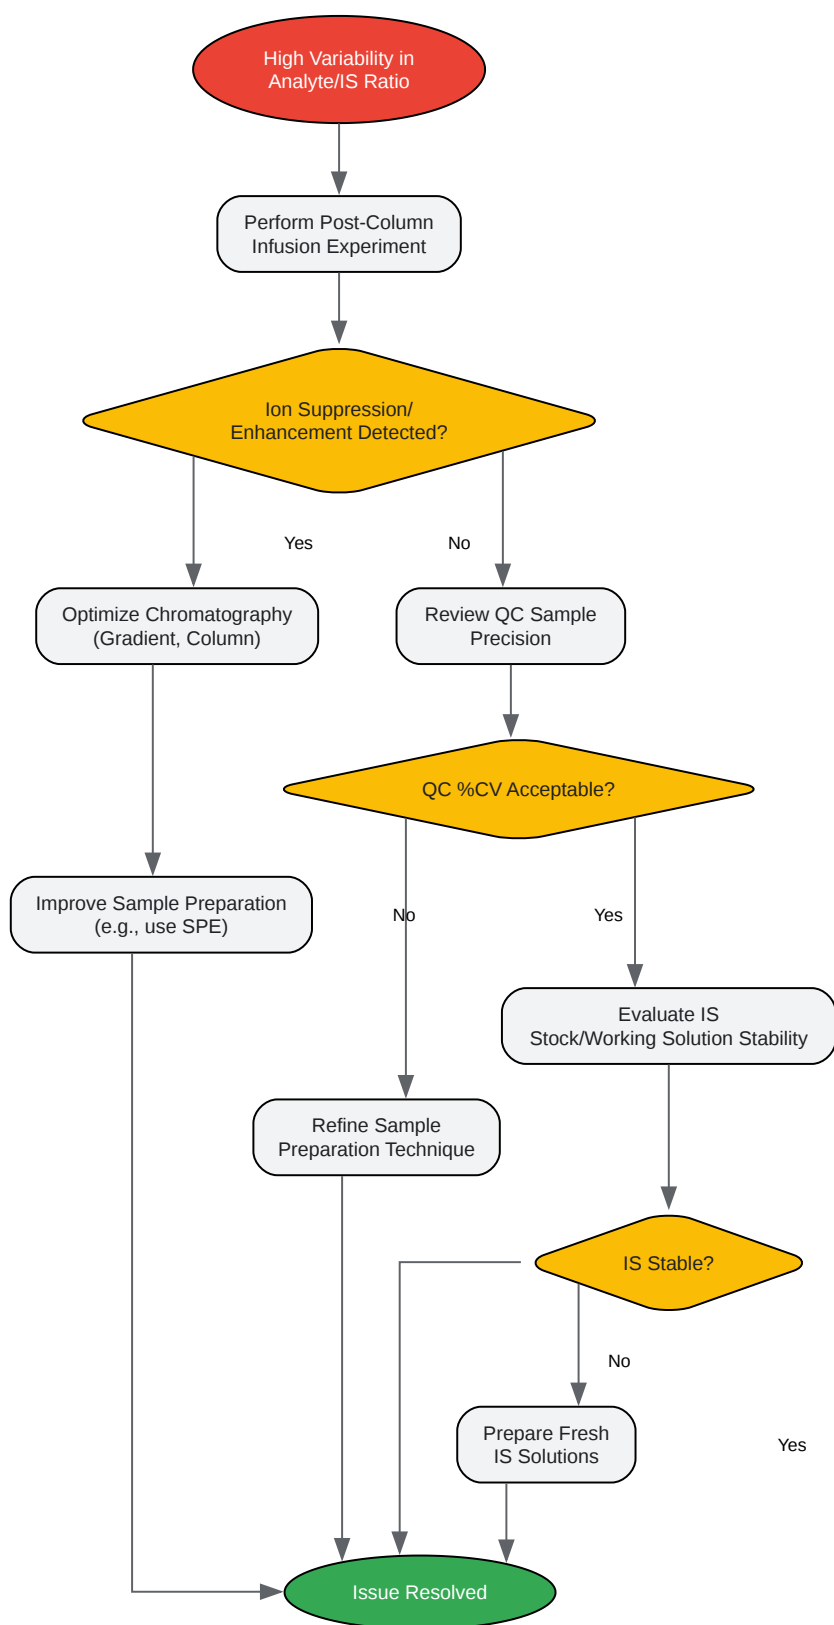 High Variability in
Analyte/IS Ratio
Perform Post-Column
Infusion Experiment
Ion Suppression/
Enhancement Detected?
Yes
No
Optimize Chromatography
(Gradient, Column)
Review QC Sample
Precision
QC %CV Acceptable?
Improve Sample Preparation
(e.g., use SPE)
No
Yes
Evaluate IS
Stock/Working Solution Stability
Refine Sample
Preparation Technique
IS Stable?
No
Prepare Fresh
IS Solutions
Yes
Issue Resolved